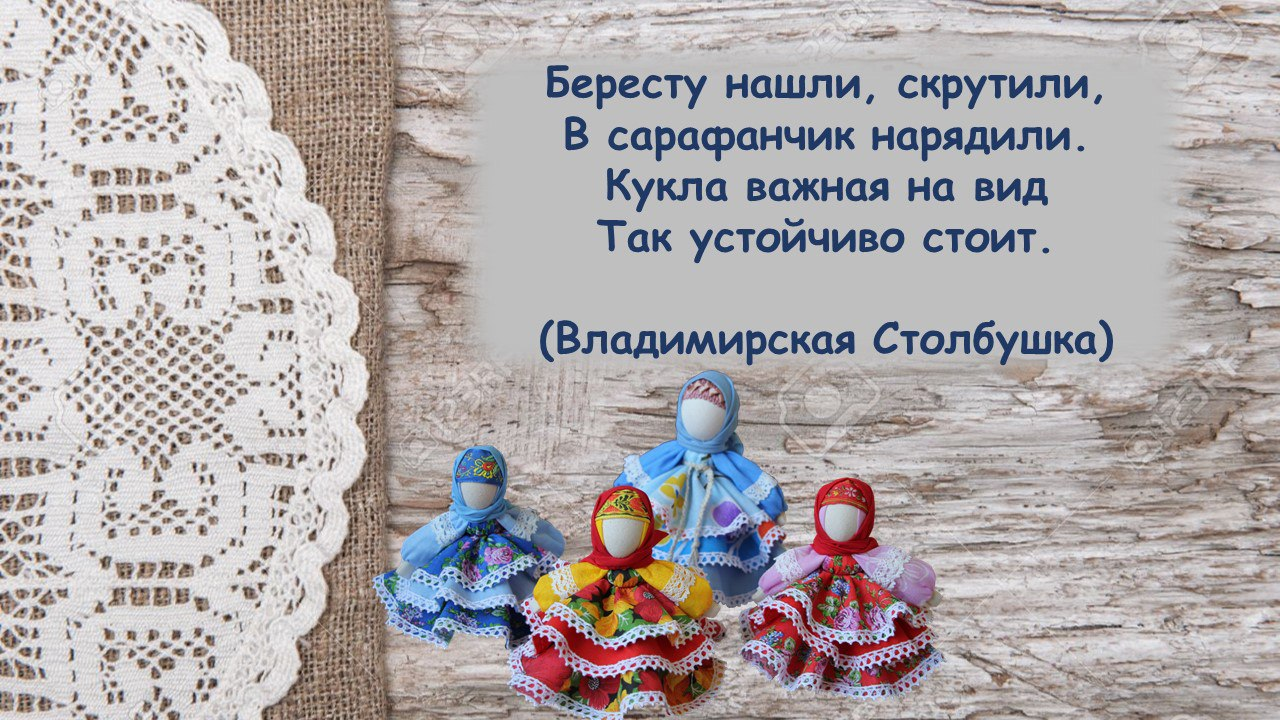 Бересту нашли, скрутили,
В сарафанчик нарядили.
Кукла важная на вид
Так устойчиво стоит.
(Владимирская Столбушка)